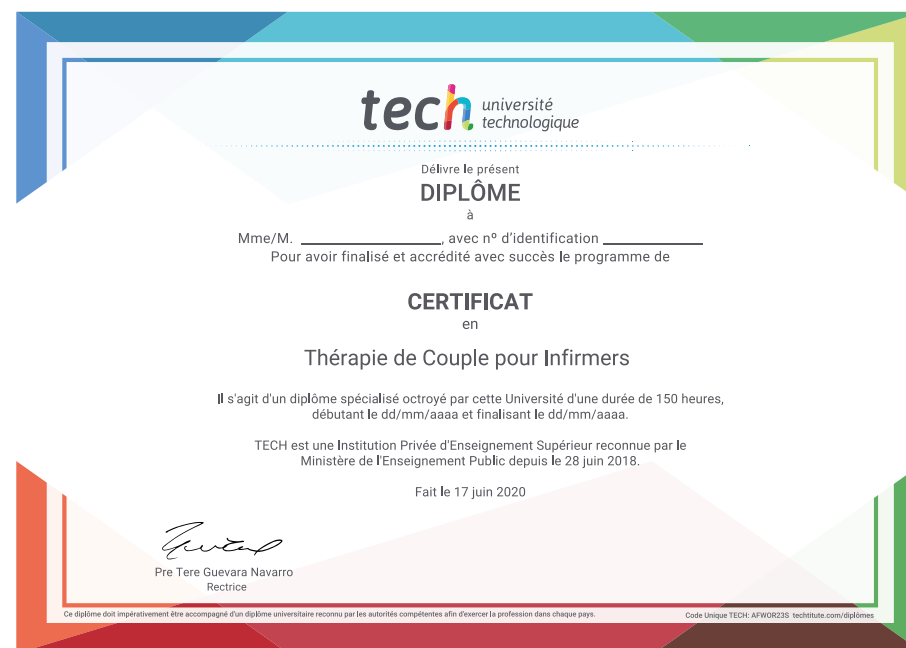 tech université
technologique
Délivre le présent
DIPLÔME
à
Mme/M. ____________________, avec nº d'identification ______________
Pour avoir finalisé et accrédité avec succès le programme de
CERTIFICAT
en
Thérapie de Couple pour Infirmers
Il s'agit d'un diplôme spécialisé octroyé par cette Université d'une durée de 150 heures,
débutant le dd/mm/aaaa et finalisant le dd/mm/aaaa.
TECH est une Institution Privée d'Enseignement Supérieur reconnue par le
Ministère de l'Enseignement Public depuis le 28 juin 2018.
Fait le 17 juin 2020
Pre Tere Guevara Navarro
Rectrice
Ce diplôme doit impérativement être accompagné d'un diplôme universitaire reconnu par les autorités compétentes afin d'exercer la profession dans chaque pays.
Code Unique TECH: AFWOR23S techtitute.com/diplômes